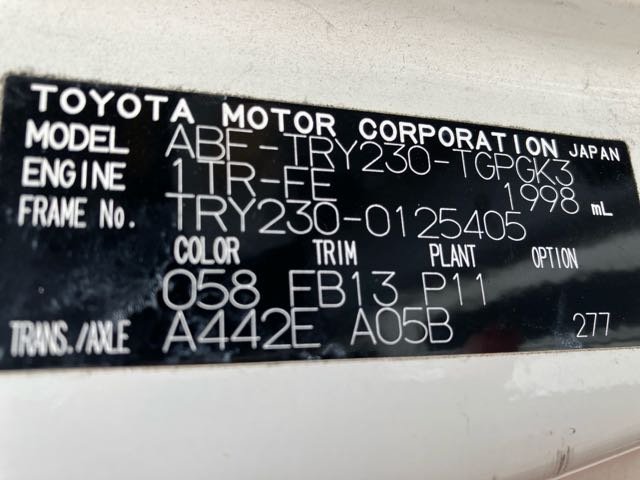 TOYOTA MOTOR CORPORATION JAPAN
MODEL ABF-TRY230-TGPGK3
ENGINE 1TR-FE 1998 mL
FRAME No. TRY230-0125405
COLOR TRIM PLANT OPTION
058 FB13 P11
TRANS./AXLE A442E A05B 277